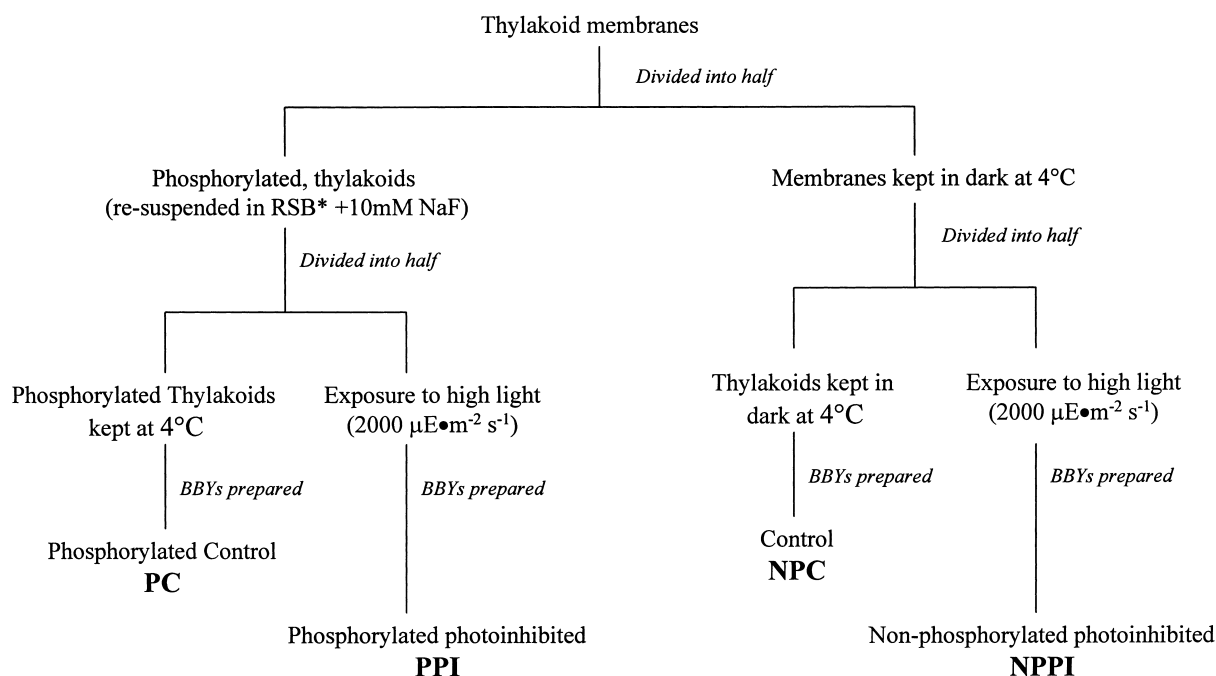 Thylakoid membranes
Divided into half
Phosphorylated, thylakoids
(re-suspended in RSB* +10mM NaF)
Membranes kept in dark at 4°C
Divided into half
Divided into half
Phosphorylated Thylakoids
kept at 4°C
Exposure to high light
(2000 µE●m⁻² s⁻¹)
Thylakoids kept in
dark at 4°C
Exposure to high light
(2000 µE●m⁻² s⁻¹)
BBYs prepared
BBYs prepared
BBYs prepared
BBYs prepared
Phosphorylated Control
PC
Control
NPC
Phosphorylated photoinhibited
PPI
Non-phosphorylated photoinhibited
NPPI